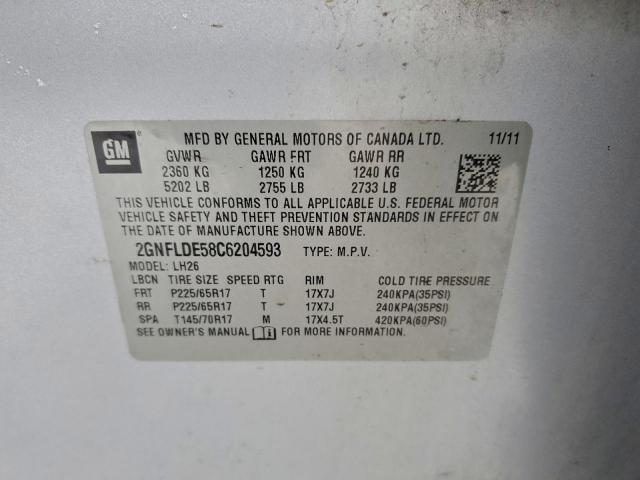 GM
MFD BY GENERAL MOTORS OF CANADA LTD. 11/11
GVWR GAWR FRT GAWR RR
2360 KG 1250 KG 1240 KG
5202 LB 2755 LB 2733 LB
THIS VEHICLE CONFORMS TO ALL APPLICABLE U.S. FEDERAL MOTOR
VEHICLE SAFETY AND THEFT PREVENTION STANDARDS IN EFFECT ON
THE DATE OF MANUFACTURE SHOWN ABOVE.
2GNFLDE58C6204593 TYPE: M.P.V.
MODEL: LH26
LBCN TIRE SIZE SPEED RTG RIM COLD TIRE PRESSURE
FRT P225/65R17 T 17X7J 240KPA(35PSI)
RR P225/65R17 T 17X7J 240KPA(35PSI)
SPA T145/70R17 M 17X4.5T 420KPA(60PSI)
SEE OWNER'S MANUAL FOR MORE INFORMATION.